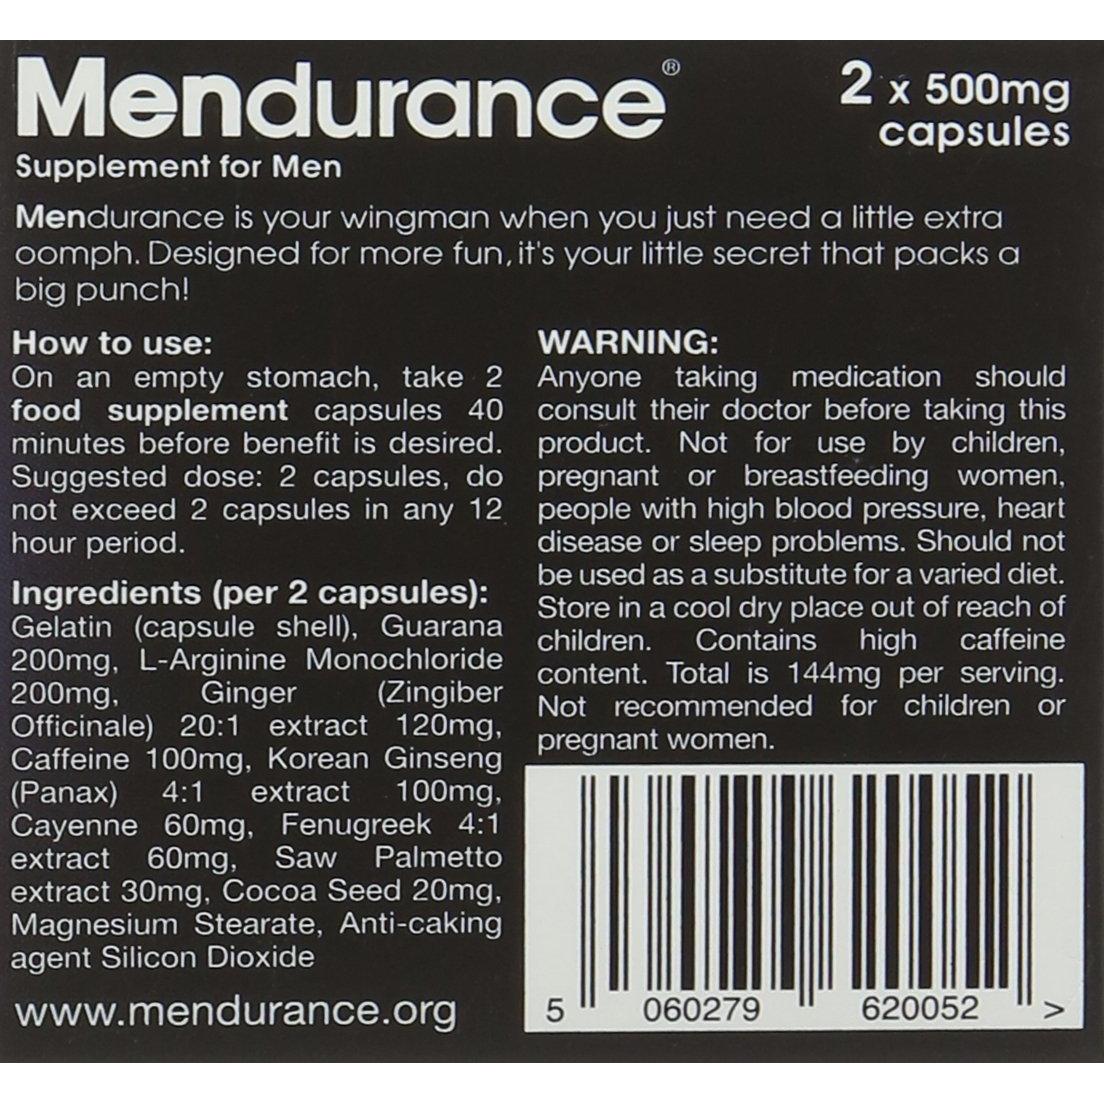 Mendurance®
2 x 500mg
capsules
Supplement for Men
Mendurance is your wingman when you just need a little extra
oomph. Designed for more fun, it's your little secret that packs a
big punch!
How to use:
On an empty stomach, take 2
food supplement capsules 40
minutes before benefit is desired.
Suggested dose: 2 capsules, do
not exceed 2 capsules in any 12
hour period.
Ingredients (per 2 capsules):
Gelatin (capsule shell), Guarana
200mg, L-Arginine Monochloride
200mg, Ginger (Zingiber
Officinale) 20:1 extract 120mg,
Caffeine 100mg, Korean Ginseng
(Panax) 4:1 extract 100mg,
Cayenne 60mg, Fenugreek 4:1
extract 60mg, Saw Palmetto
extract 30mg, Cocoa Seed 20mg,
Magnesium Stearate, Anti-caking
agent Silicon Dioxide
www.mendurance.org
WARNING:
Anyone taking medication should
consult their doctor before taking this
product. Not for use by children,
pregnant or breastfeeding women,
people with high blood pressure, heart
disease or sleep problems. Should not
be used as a substitute for a varied diet.
Store in a cool dry place out of reach of
children. Contains high caffeine
content. Total is 144mg per serving.
Not recommended for children or
pregnant women.
5 060279 620052 >